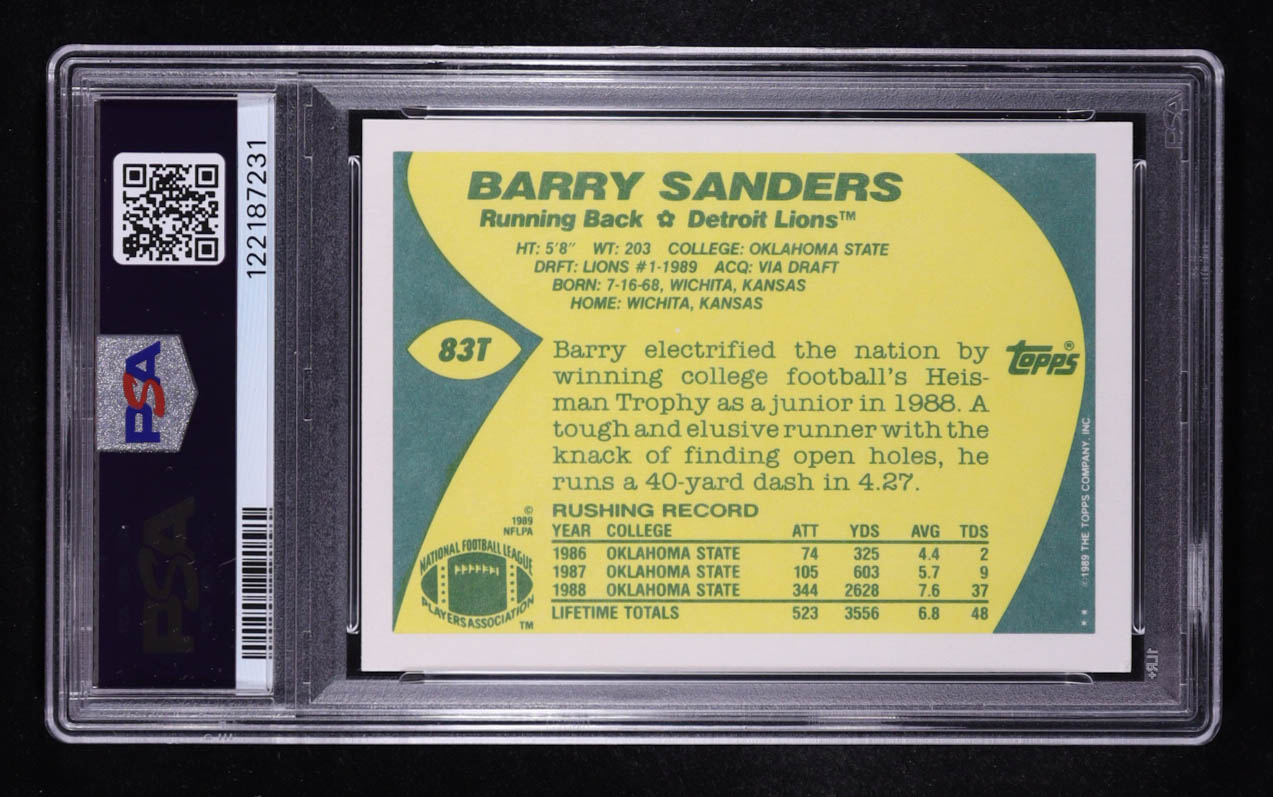 122187231
PSA
PSA
PSA
BARRY SANDERS
Running Back ✿ Detroit Lions™
HT: 5'8" WT: 203 COLLEGE: OKLAHOMA STATE
DRFT: LIONS #1-1989 ACQ: VIA DRAFT
BORN: 7-16-68, WICHITA, KANSAS
HOME: WICHITA, KANSAS
83T
Barry electrified the nation by
winning college football's Heis-
man Trophy as a junior in 1988. A
tough and elusive runner with the
knack of finding open holes, he
runs a 40-yard dash in 4.27.
topps®
RUSHING RECORD
YEAR COLLEGE ATT YDS AVG TDS
1986 OKLAHOMA STATE 74 325 4.4 2
1987 OKLAHOMA STATE 105 603 5.7 9
1988 OKLAHOMA STATE 344 2628 7.6 37
LIFETIME TOTALS 523 3556 6.8 48
©
1989
NFLPA
NATIONAL FOOTBALL LEAGUE
PLAYERS ASSOCIATION
TM
©1989 THE TOPPS COMPANY, INC.
* *